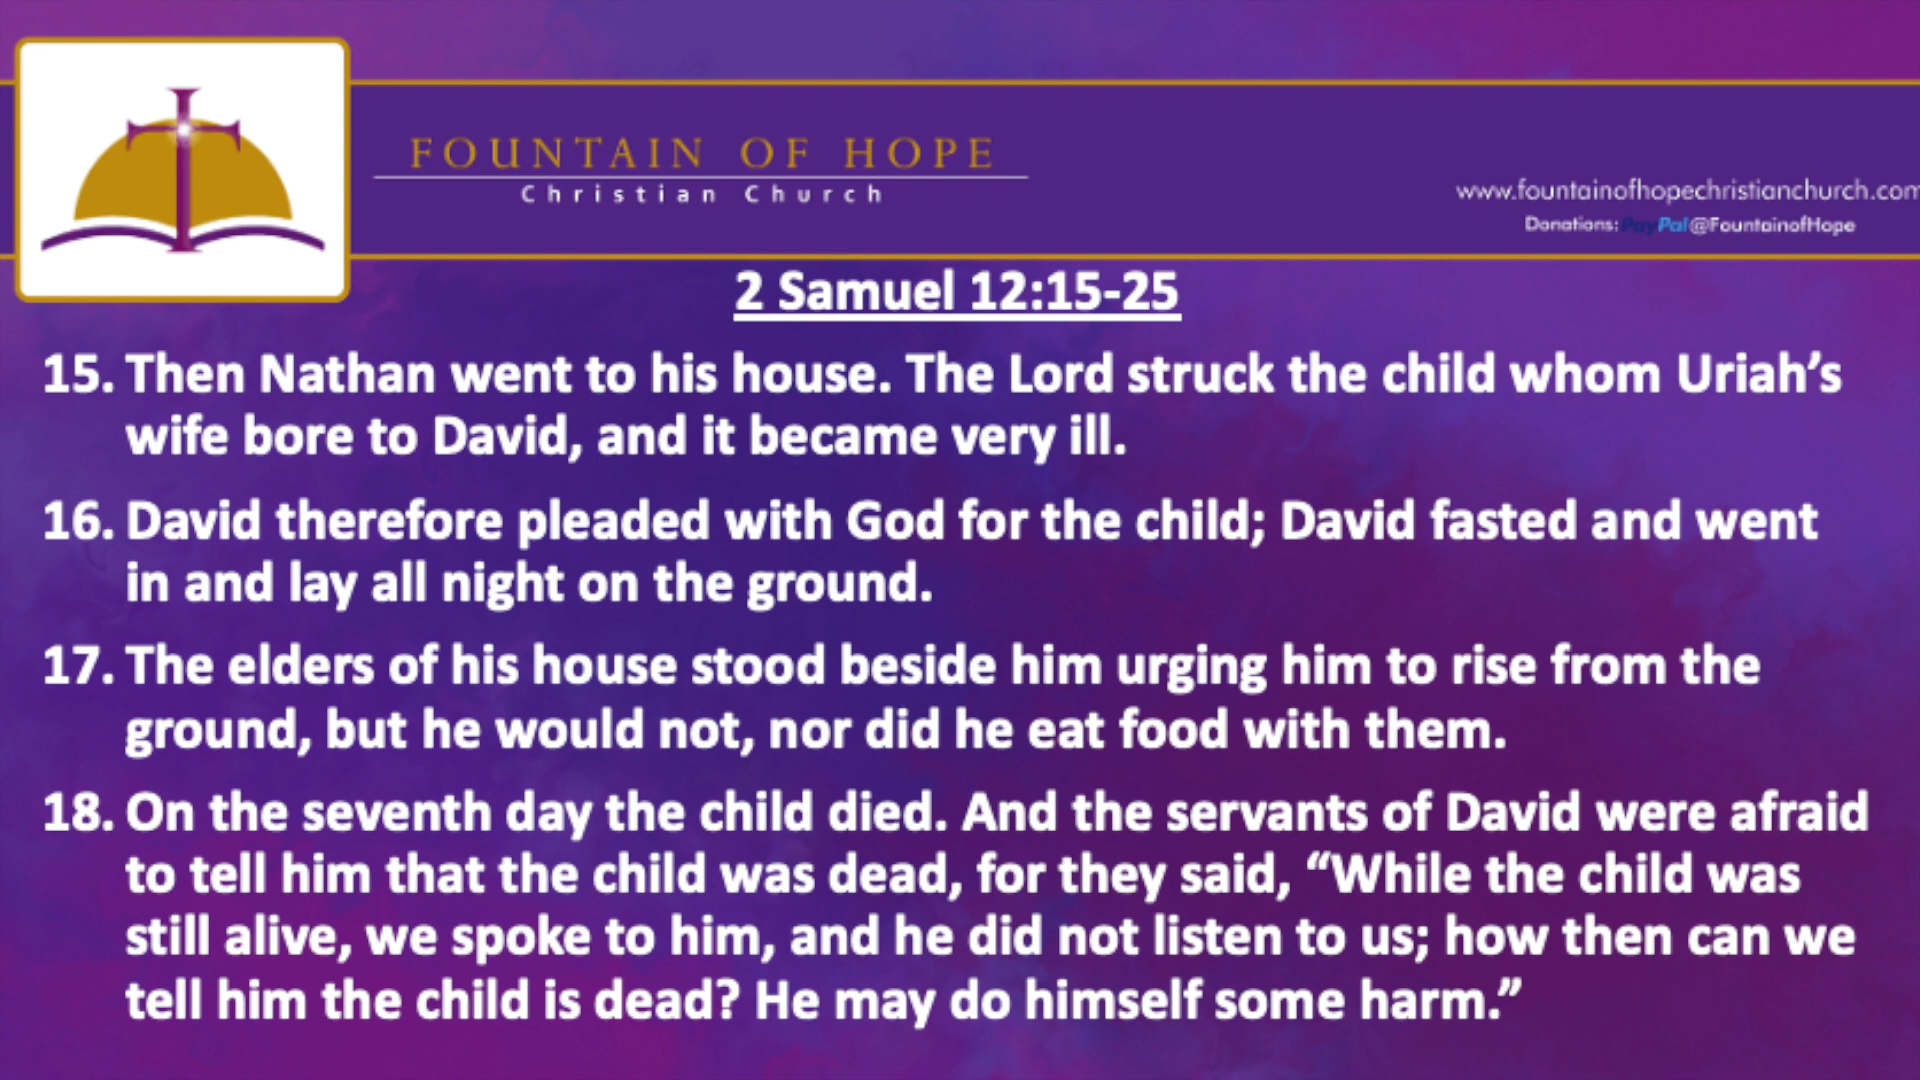 FOUNTAIN OF HOPE
Christian Church
www.fountainofhopechristianchurch.com
Donations: PayPal@FountainofHope
2 Samuel 12:15-25
15. Then Nathan went to his house. The Lord struck the child whom Uriah’s
wife bore to David, and it became very ill.
16. David therefore pleaded with God for the child; David fasted and went
in and lay all night on the ground.
17. The elders of his house stood beside him urging him to rise from the
ground, but he would not, nor did he eat food with them.
18. On the seventh day the child died. And the servants of David were afraid
to tell him that the child was dead, for they said, “While the child was
still alive, we spoke to him, and he did not listen to us; how then can we
tell him the child is dead? He may do himself some harm.”